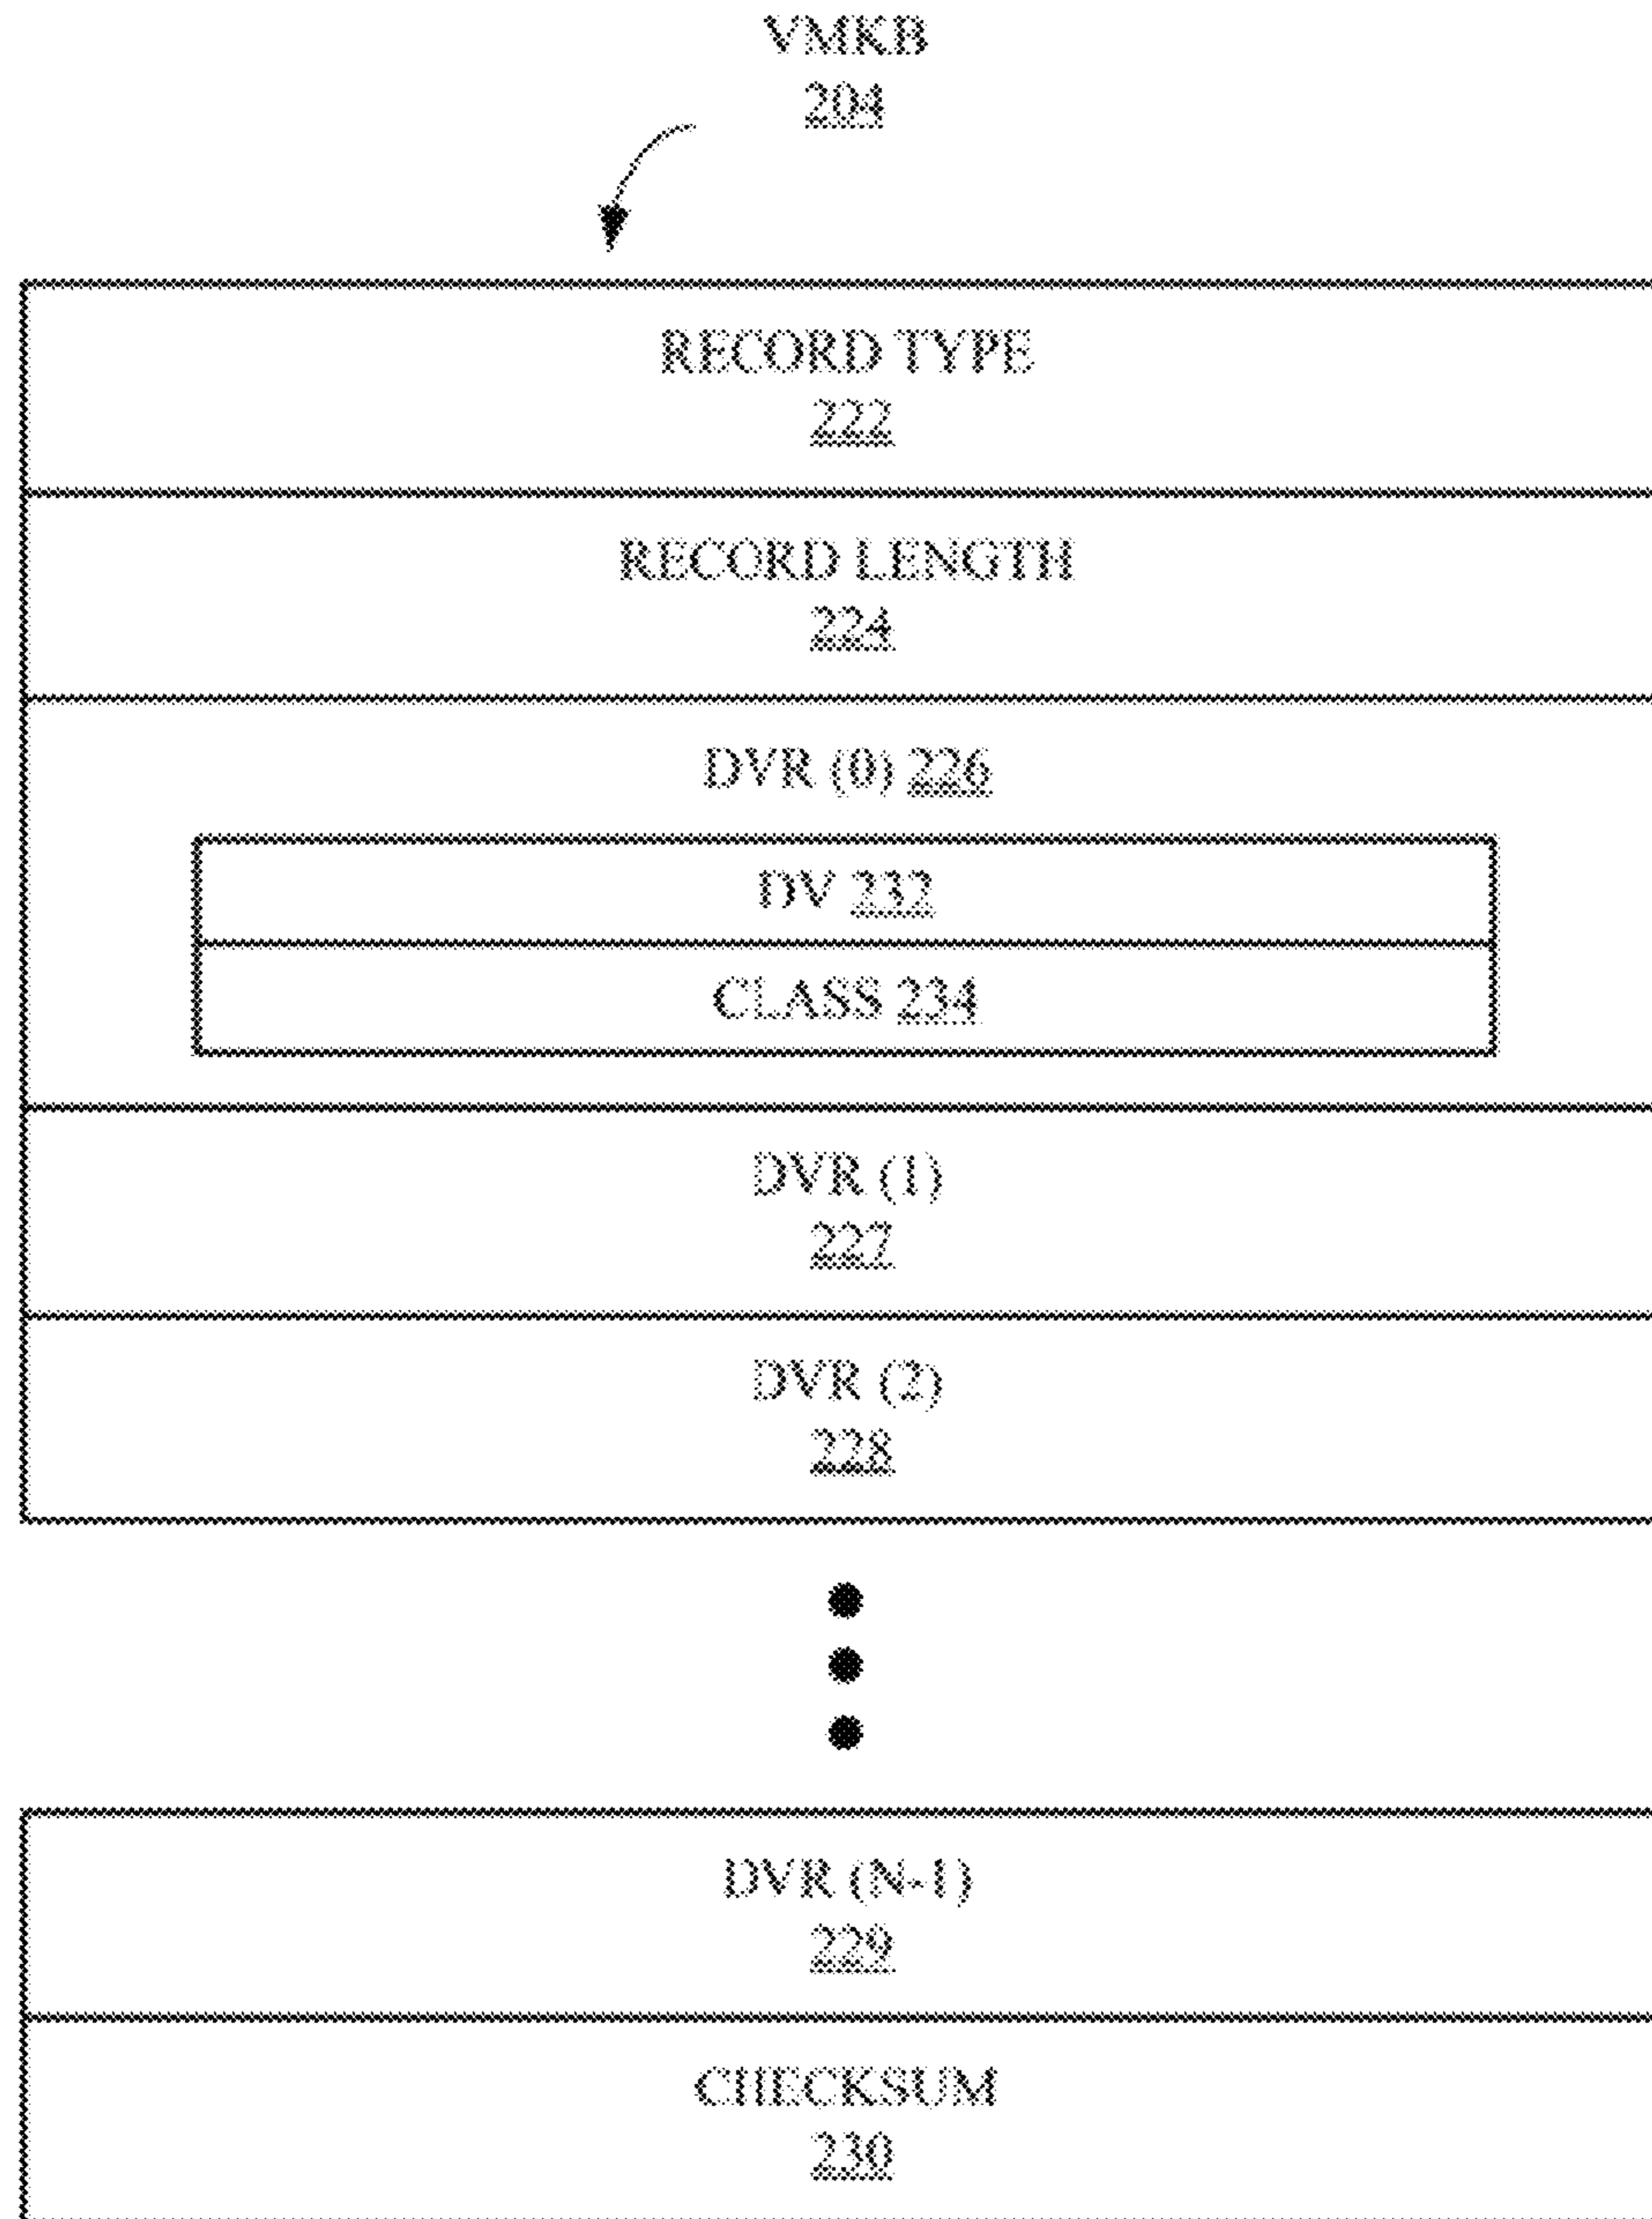 VMKB
204
RECORD TYPE
222
RECORD LENGTH
224
DVR (0) 226
DV 232
CLASS 234
DVR (1)
227
DVR (2)
228
DVR (N-1)
229
CHECKSUM
230